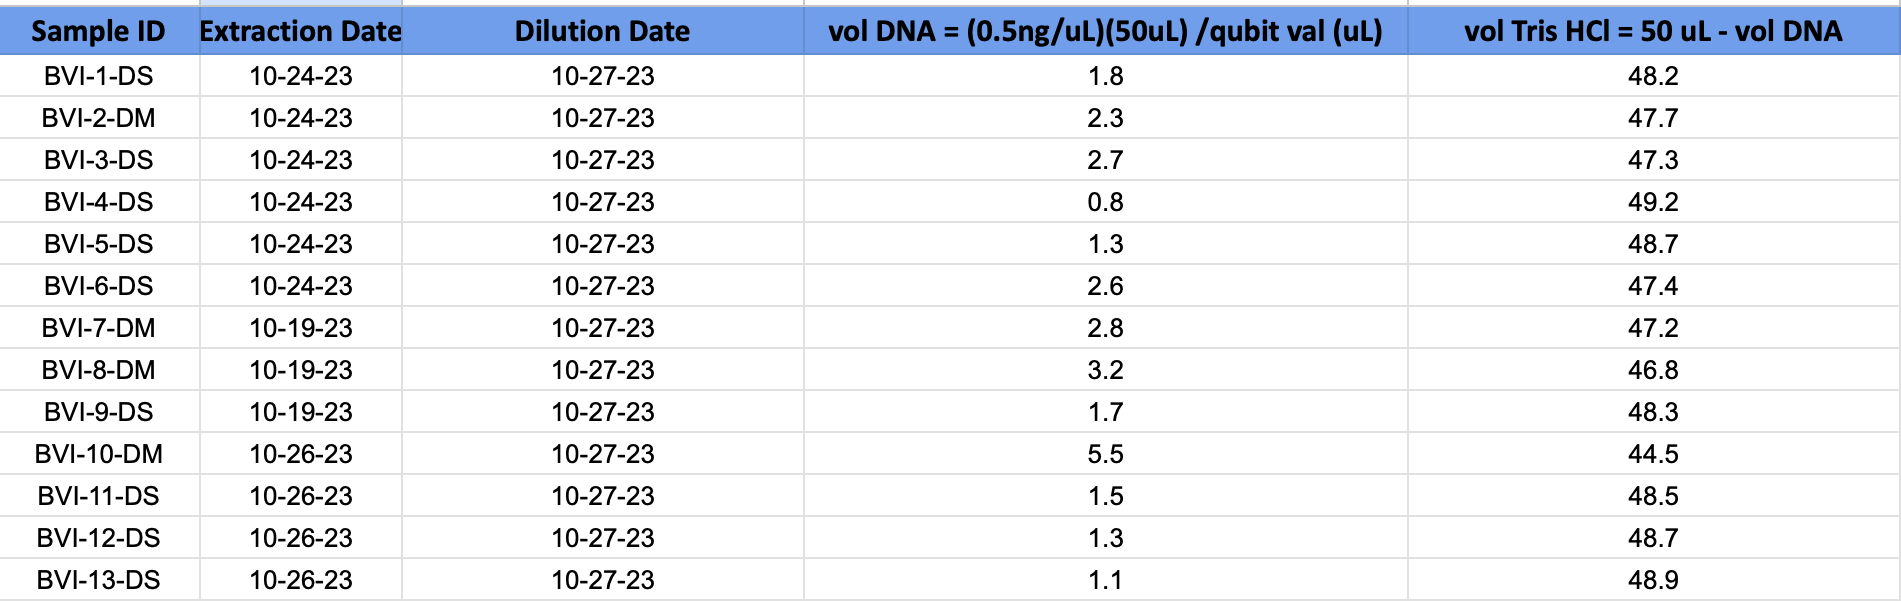 Sample ID Extraction Date Dilution Date vol DNA = (0.5ng/uL)(50uL) /qubit val (uL) vol Tris HCl = 50 uL - vol DNA
BVI-1-DS 10-24-23 10-27-23 1.8 48.2
BVI-2-DM 10-24-23 10-27-23 2.3 47.7
BVI-3-DS 10-24-23 10-27-23 2.7 47.3
BVI-4-DS 10-24-23 10-27-23 0.8 49.2
BVI-5-DS 10-24-23 10-27-23 1.3 48.7
BVI-6-DS 10-24-23 10-27-23 2.6 47.4
BVI-7-DM 10-19-23 10-27-23 2.8 47.2
BVI-8-DM 10-19-23 10-27-23 3.2 46.8
BVI-9-DS 10-19-23 10-27-23 1.7 48.3
BVI-10-DM 10-26-23 10-27-23 5.5 44.5
BVI-11-DS 10-26-23 10-27-23 1.5 48.5
BVI-12-DS 10-26-23 10-27-23 1.3 48.7
BVI-13-DS 10-26-23 10-27-23 1.1 48.9